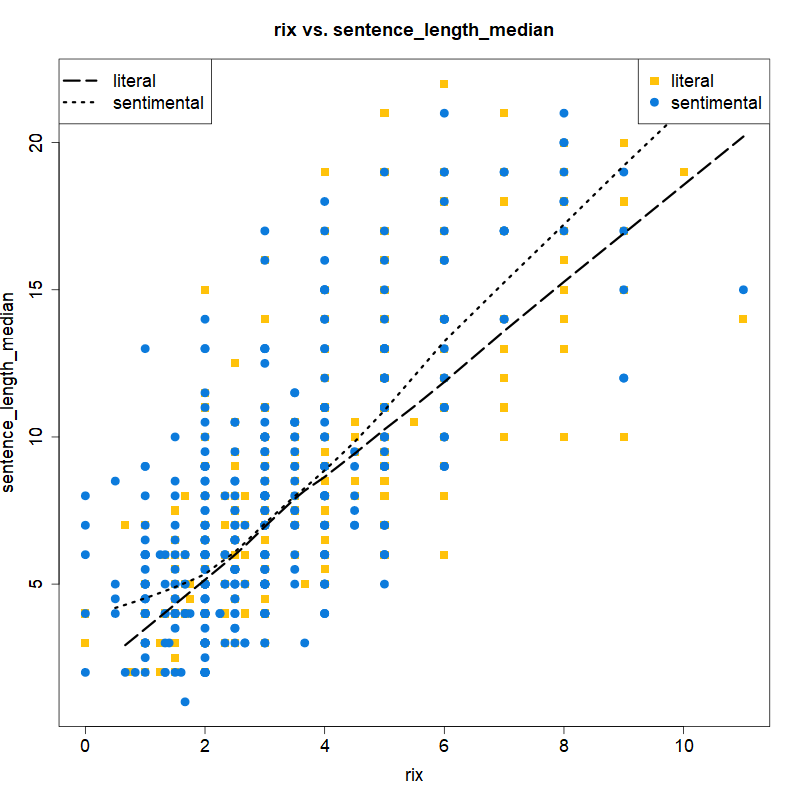 rix vs. sentence_length_median
literal
sentimental
literal
sentimental
sentence_length_median
20
15
10
5
0 2 4 6 8 10
rix